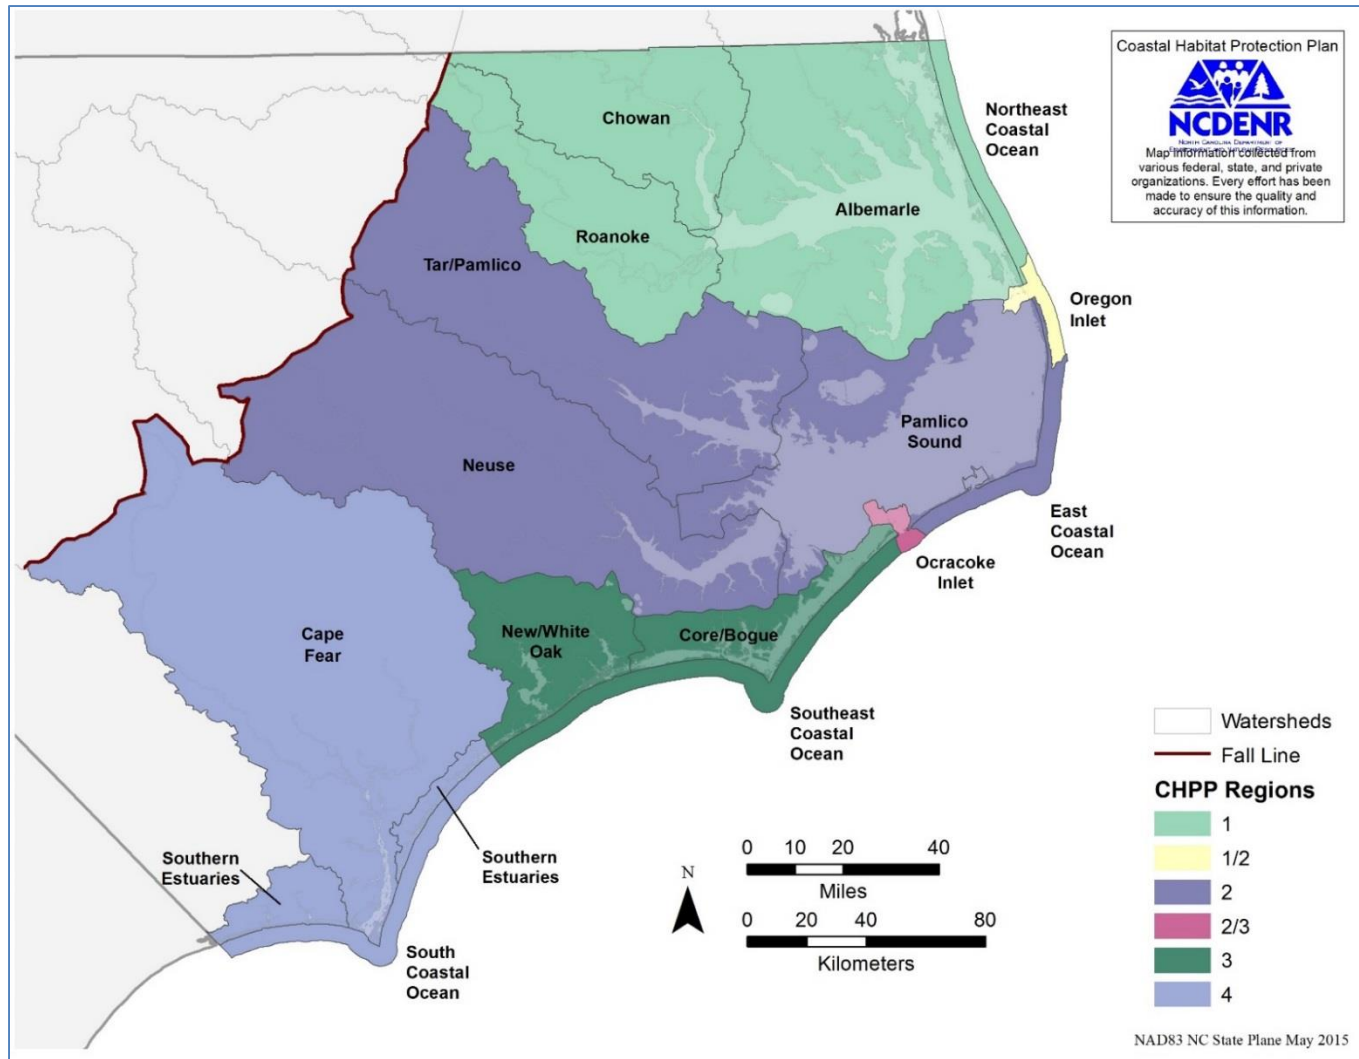 Coastal Habitat Protection Plan
NCDENR
NORTH CAROLINA DEPARTMENT OF
Map information collected from
various federal, state, and private
organizations. Every effort has been
made to ensure the quality and
accuracy of this information.
Chowan
Northeast
Coastal
Ocean
Albemarle
Roanoke
Tar/Pamlico
Oregon
Inlet
Pamlico
Sound
Neuse
East
Coastal
Ocean
Ocracoke
Inlet
Cape
Fear
New/White
Oak
Core/Bogue
Southeast
Coastal
Ocean
Southern
Estuaries
Southern
Estuaries
South
Coastal
Ocean
N
0 10 20 40
Miles
0 20 40 80
Kilometers
Watersheds
Fall Line
CHPP Regions
1
1/2
2
2/3
3
4
NAD83 NC State Plane May 2015